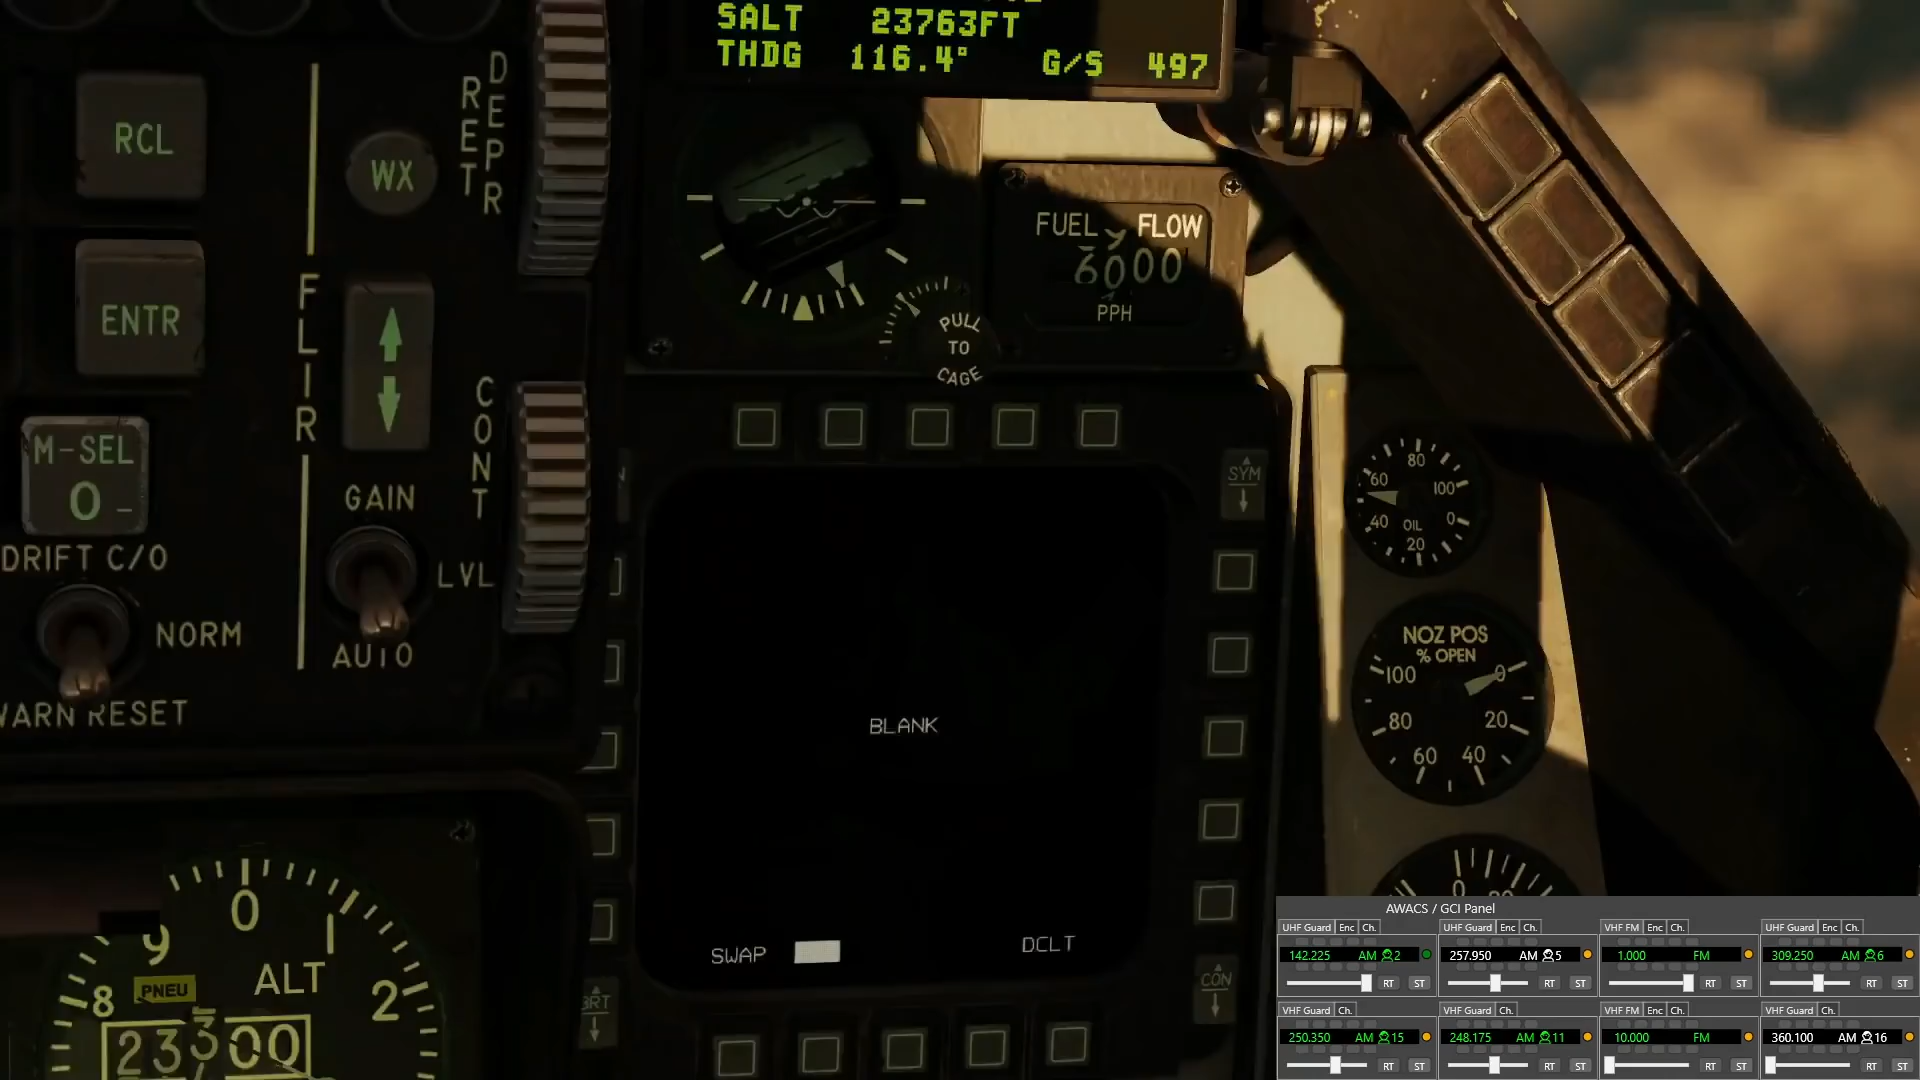 SALT 23763FT
THDG 116.4° G/S 497
RCL
WX
RET
DEPR
ENTR
FLIR
FUEL FLOW
6000
PPH
PULL
TO
CAGE
CONT
M-SEL
0 –
GAIN
DRIFT C/O
LVL
NORM
AUTO
WARN RESET
SYM
BLANK
SWAP
DCLT
BRT
CON
80
60
100
40
OIL
0
20
NOZ POS
% OPEN
100
0
80
20
60
40
0
9
1
ALT
8
PNEU
2
00
AWACS / GCI Panel
UHF Guard Enc Ch.
142.225 AM 2
RT ST
UHF Guard Enc Ch.
257.950 AM 5
RT ST
VHF FM Enc Ch.
1.000 FM
RT ST
UHF Guard Enc Ch.
309.250 AM 6
RT ST
VHF Guard Ch.
250.350 AM 15
RT ST
VHF Guard Ch.
248.175 AM 11
RT ST
VHF FM Enc Ch.
10.000 FM
RT ST
VHF Guard Ch.
360.100 AM 16
RT ST